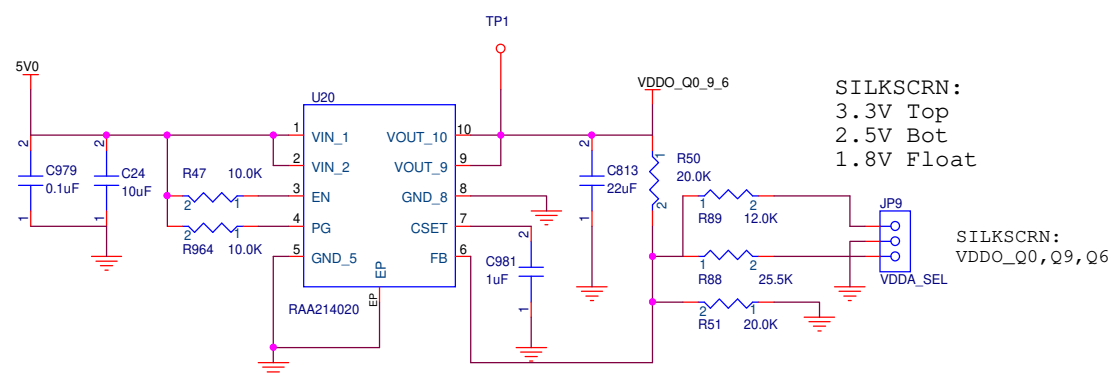 TP1
5V0
VDDO_Q0_9_6
SILKSCRN:
3.3V Top
2.5V Bot
1.8V Float
U20
1 VIN_1 VOUT_10 10
2 VIN_2 VOUT_9 9
3 EN GND_8 8
4 PG CSET 7
5 GND_5 FB 6
EP
EP
RAA214020
2 C979 0.1uF 1
2 C24 10uF 1
R47 10.0K
2 1
2 1
R964 10.0K
2 C981 1uF 1
2 C813 22uF 1
1 R50 20.0K 2
1 2
R89 12.0K
1 2
R88 25.5K
2 1
R51 20.0K
JP9
VDDA_SEL
SILKSCRN:
VDDO_Q0,Q9,Q6